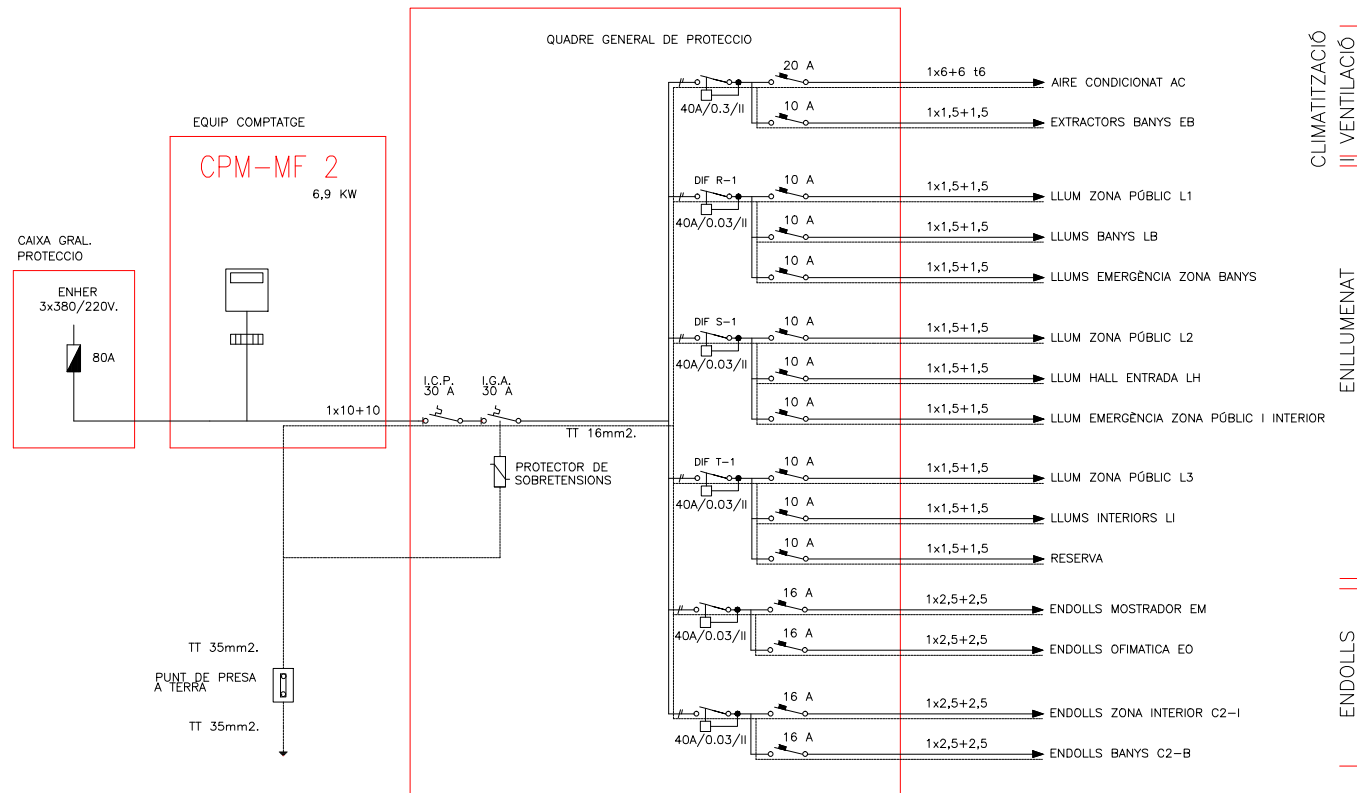 QUADRE GENERAL DE PROTECCIO
EQUIP COMPTATGE
CPM-MF 2
6,9 KW
CAIXA GRAL.
PROTECCIO
ENHER
3x380/220V.
80A
1x10+10
I.C.P.
30 A
I.G.A.
30 A
TT 16mm2.
PROTECTOR DE
SOBRETENSIONS
TT 35mm2.
PUNT DE PRESA
A TERRA
TT 35mm2.
40A/0.3/II
20 A
1x6+6 t6
AIRE CONDICIONAT AC
10 A
1x1,5+1,5
EXTRACTORS BANYS EB
DIF R-1
40A/0.03/II
10 A
1x1,5+1,5
LLUM ZONA PÚBLIC L1
10 A
1x1,5+1,5
LLUMS BANYS LB
10 A
1x1,5+1,5
LLUMS EMERGÈNCIA ZONA BANYS
DIF S-1
40A/0.03/II
10 A
1x1,5+1,5
LLUM ZONA PÚBLIC L2
10 A
1x1,5+1,5
LLUM HALL ENTRADA LH
10 A
1x1,5+1,5
LLUM EMERGÈNCIA ZONA PÚBLIC I INTERIOR
DIF T-1
40A/0.03/II
10 A
1x1,5+1,5
LLUM ZONA PÚBLIC L3
10 A
1x1,5+1,5
LLUMS INTERIORS LI
10 A
1x1,5+1,5
RESERVA
40A/0.03/II
16 A
1x2,5+2,5
ENDOLLS MOSTRADOR EM
16 A
1x2,5+2,5
ENDOLLS OFIMATICA EO
40A/0.03/II
16 A
1x2,5+2,5
ENDOLLS ZONA INTERIOR C2-I
16 A
1x2,5+2,5
ENDOLLS BANYS C2-B
CLIMATITZACIÓ
VENTILACIÓ
ENLLUMENAT
ENDOLLS